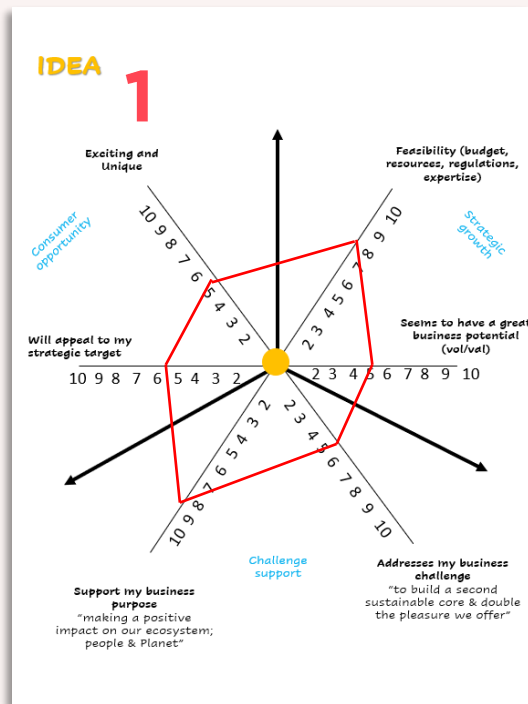 IDEA
1
Exciting and
Unique
Feasibility (budget,
resources, regulations,
expertise)
Consumer
opportunity
Strategic
growth
10 9 8 7 6 5 4 3 2
2 3 4 5 6 7 8 9 10
Will appeal to my
strategic target
Seems to have a great
business potential
(vol/val)
10 9 8 7 6 5 4 3 2
2 3 4 5 6 7 8 9 10
10 9 8 7 6 5 4 3 2
2 3 4 5 6 7 8 9 10
Challenge
support
Support my business
purpose
"making a positive
impact on our ecosystem;
people & Planet"
Addresses my business
challenge
"to build a second
sustainable core & double
the pleasure we offer"